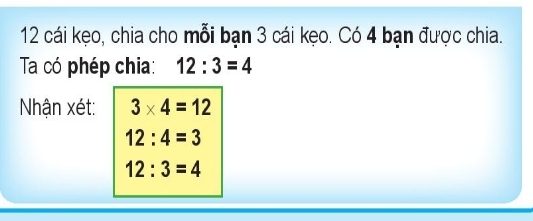 12 cái kẹo, chia cho mỗi bạn 3 cái kẹo. Có 4 bạn được chia.
Ta có phép chia: 12 : 3 = 4
Nhận xét: 3 × 4 = 12
12 : 4 = 3
12 : 3 = 4